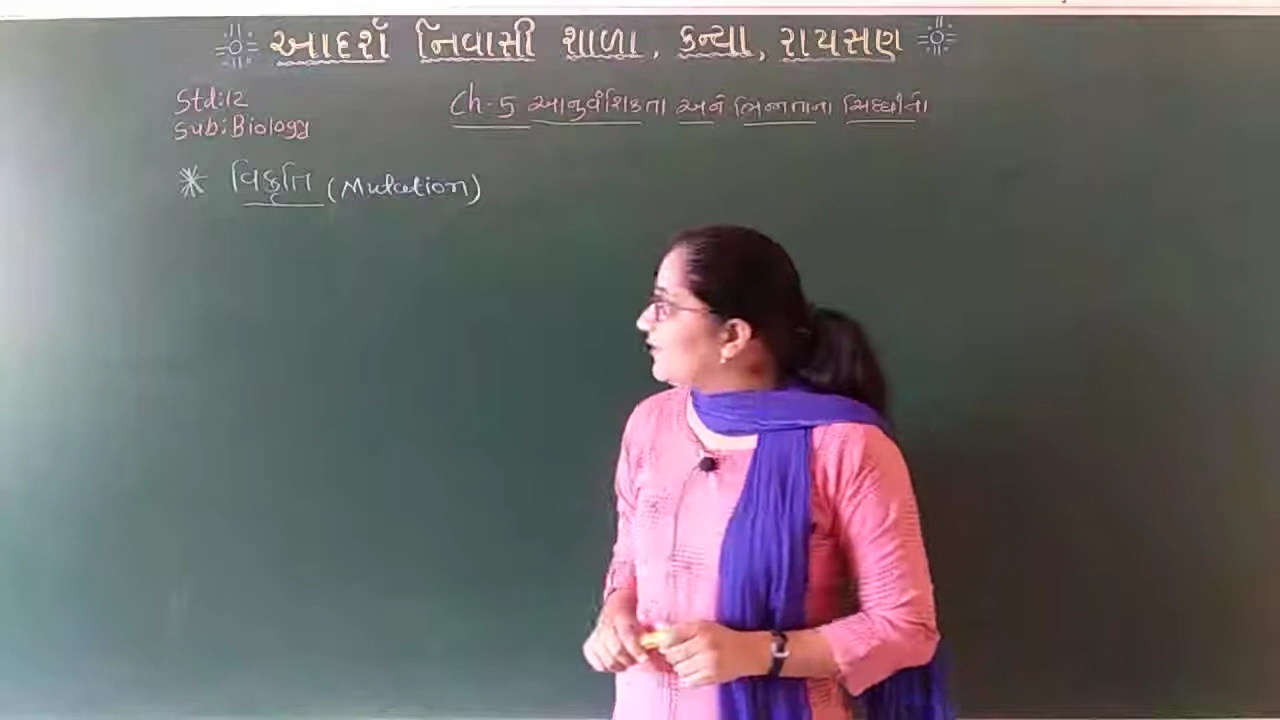 આદર્શ નિવાસી શાળા, કન્યા, રાયસણ
Std:12
Ch-5 આનુવંશિકતા અને ભિન્નતાના સિદ્ધાંતો
Sub: Biology
* વિકૃતિ (Mutation)